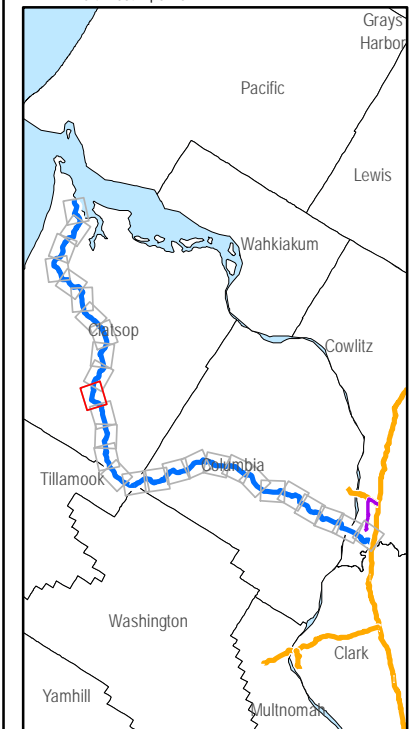 Grays
Harbor
Pacific
Lewis
Wahkiakum
Clatsop
Cowlitz
Tillamook
Columbia
Washington
Clark
Yamhill
Multnomah